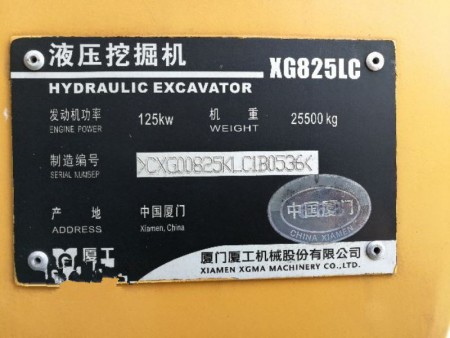 液压挖掘机 XG825LC
HYDRAULIC EXCAVATOR
发动机功率 125kw 机 重 25500kg
ENGINE POWER WEIGHT
制造编号 >CXG00825KLC1B0536<
SERIAL NUMSEP
产 地 中国厦门
ADDRESS Xiamen, China
中国厦门
CHINA XIAMEN
厦工 厦门厦工机械股份有限公司
XIAMEN XGMA MACHINERY CO.,LTD.